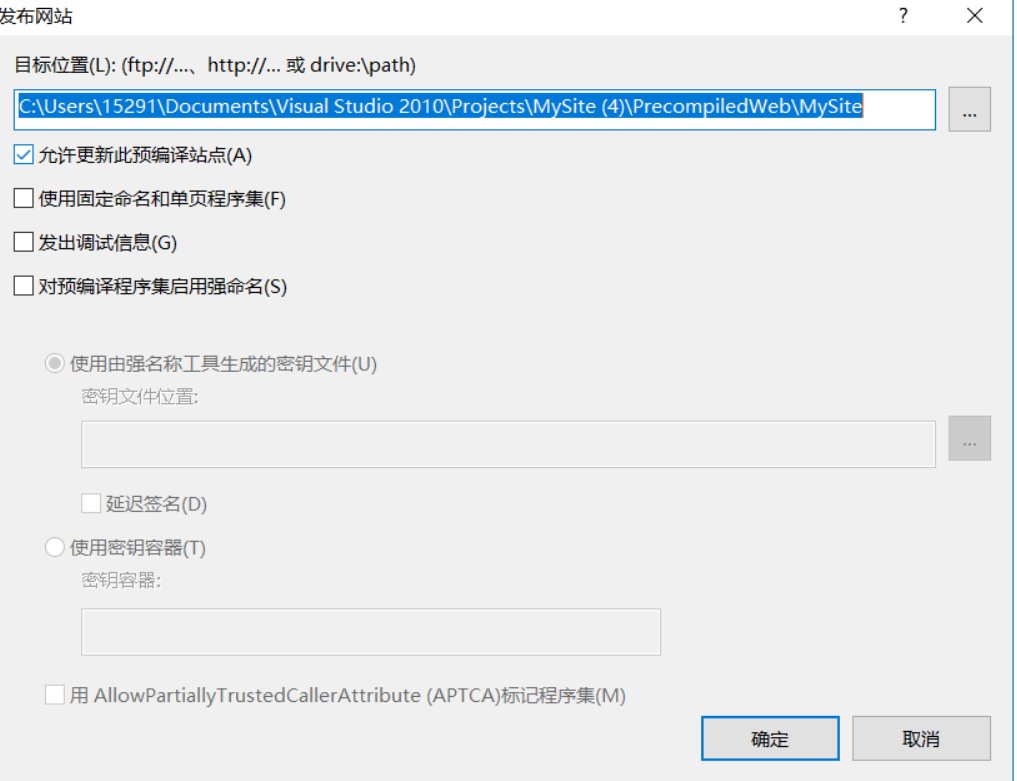 发布网站
?
目标位置(L): (ftp://...、http://... 或 drive:\path)
C:\Users\15291\Documents\Visual Studio 2010\Projects\MySite (4)\PrecompiledWeb\MySite
...
允许更新此预编译站点(A)
使用固定命名和单页程序集(F)
发出调试信息(G)
对预编译程序集启用强命名(S)
使用由强名称工具生成的密钥文件(U)
密钥文件位置:
...
延迟签名(D)
使用密钥容器(T)
密钥容器:
用 AllowPartiallyTrustedCallerAttribute (APTCA)标记程序集(M)
确定 取消